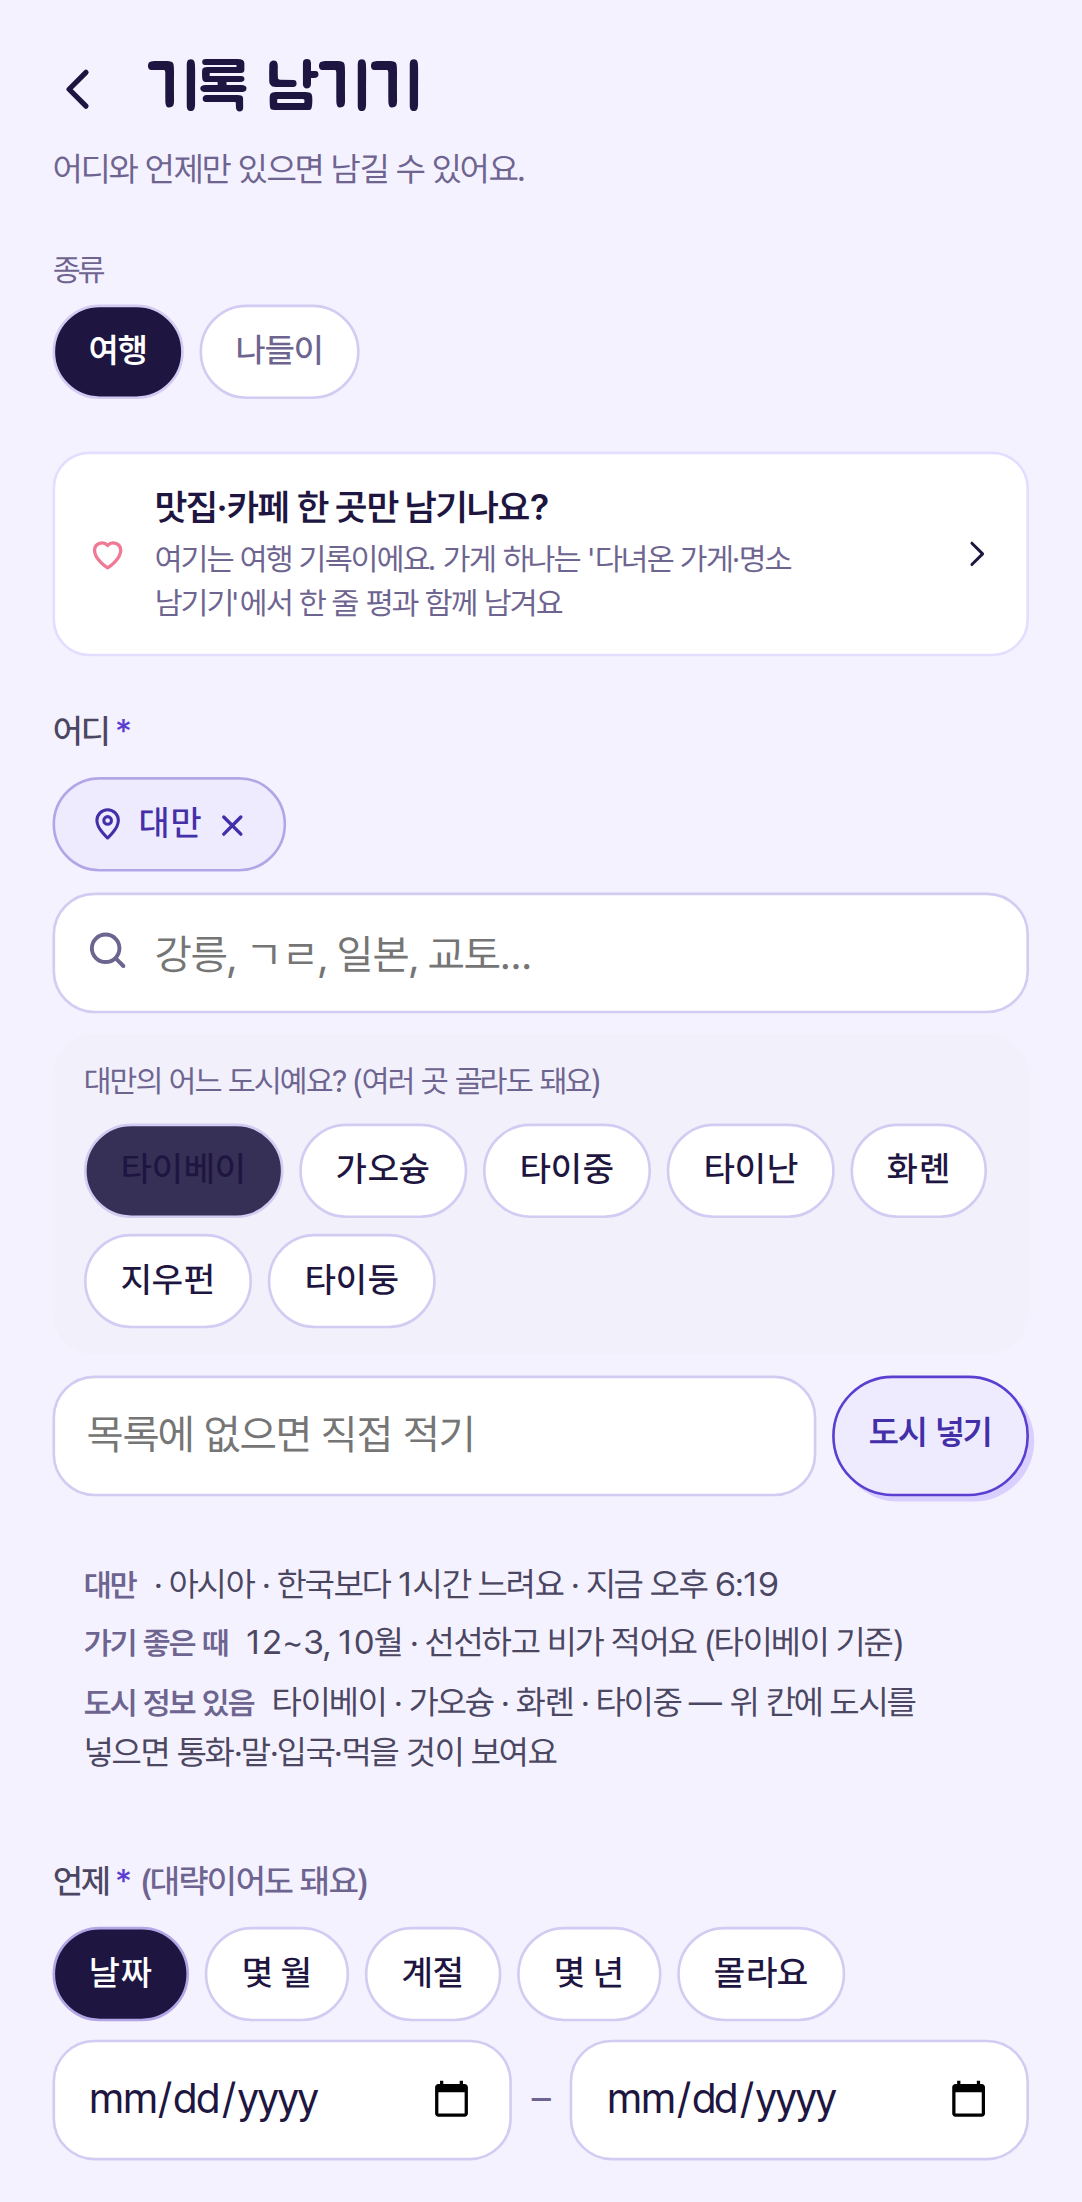 기록 남기기
어디와 언제만 있으면 남길 수 있어요.
종류
여행 나들이
맛집·카페 한 곳만 남기나요?
여기는 여행 기록이에요. 가게 하나는 '다녀온 가게·명소
남기기'에서 한 줄 평과 함께 남겨요
어디 *
대만
강릉, ㄱㄹ, 일본, 교토...
대만의 어느 도시예요? (여러 곳 골라도 돼요)
타이베이 가오슝 타이중 타이난 화롄
지우펀 타이둥
목록에 없으면 직접 적기 도시 넣기
대만 · 아시아 · 한국보다 1시간 느려요 · 지금 오후 6:19
가기 좋은 때 12~3, 10월 · 선선하고 비가 적어요 (타이베이 기준)
도시 정보 있음 타이베이 · 가오슝 · 화롄 · 타이중 — 위 칸에 도시를
넣으면 통화·말·입국·먹을 것이 보여요
언제 * (대략이어도 돼요)
날짜 몇 월 계절 몇 년 몰라요
mm/dd/yyyy – mm/dd/yyyy